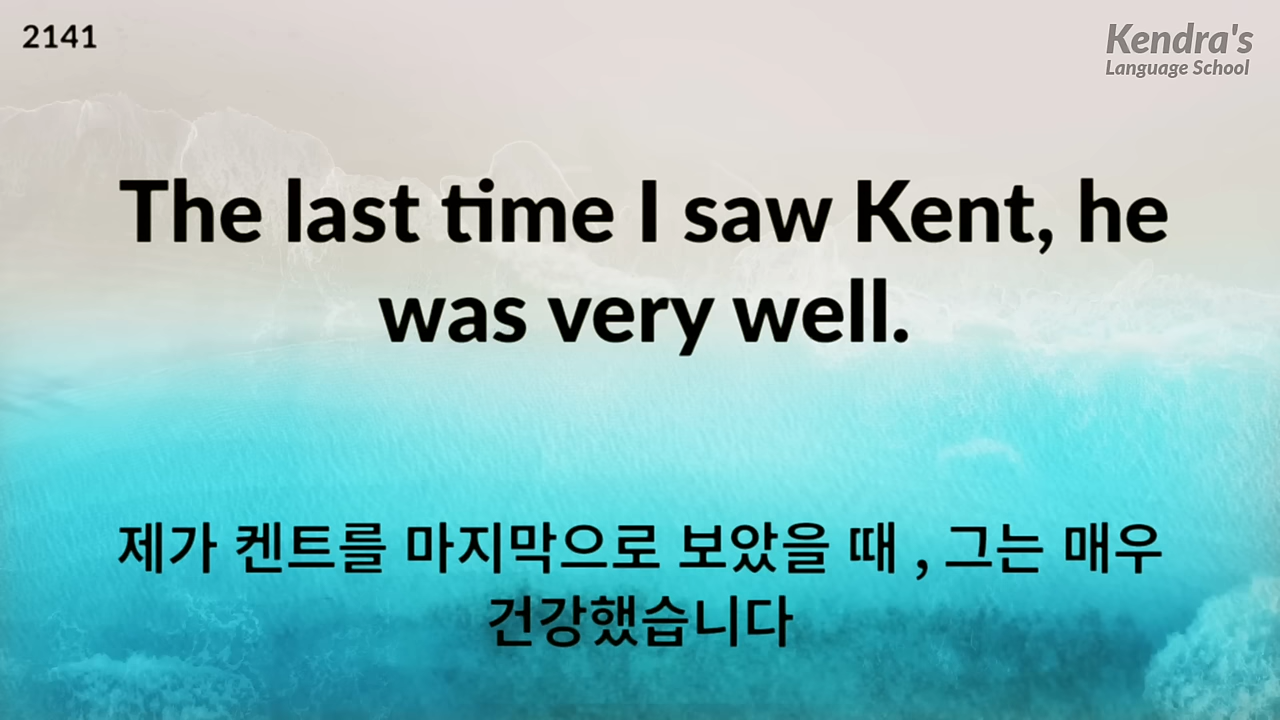 2141
Kendra's
Language School
The last time I saw Kent, he
was very well.
제가 켄트를 마지막으로 보았을 때 , 그는 매우
건강했습니다